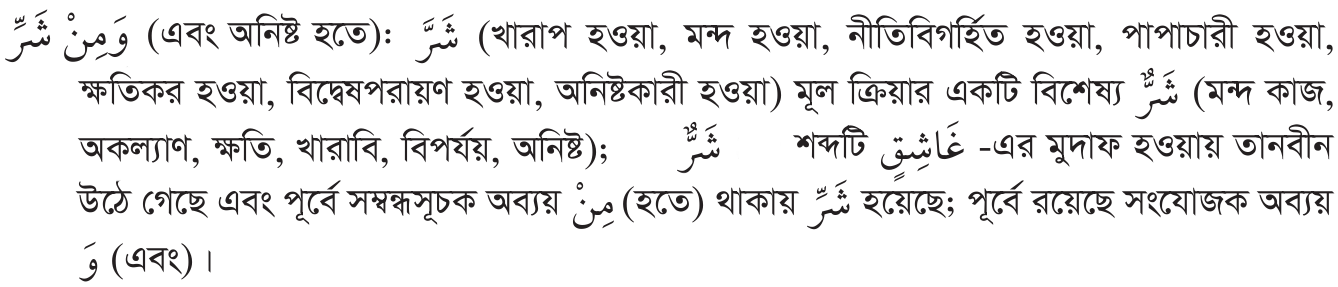 وَمِنْ شَرِّ (এবং অনিষ্ট হতে): شَرَّ (খারাপ হওয়া, মন্দ হওয়া, নীতিবিগর্হিত হওয়া, পাপাচারী হওয়া,
ক্ষতিকর হওয়া, বিদ্বেষপরায়ণ হওয়া, অনিষ্টকারী হওয়া) মূল ক্রিয়ার একটি বিশেষ্য شَرٌّ (মন্দ কাজ,
অকল্যাণ, ক্ষতি, খারাবি, বিপর্যয়, অনিষ্ট); شَرٌّ শব্দটি غَاشِقٍ -এর মুদাফ হওয়ায় তানবীন
উঠে গেছে এবং পূর্বে সম্বন্ধসূচক অব্যয় مِنْ (হতে) থাকায় شَرِّ হয়েছে; পূর্বে রয়েছে সংযোজক অব্যয়
وَ (এবং)।